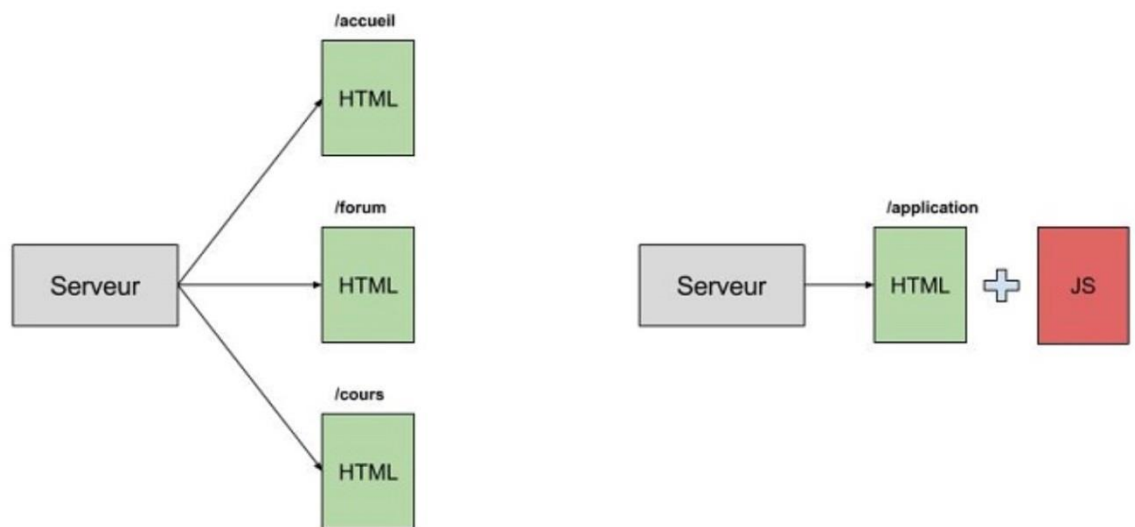 /accueil
HTML
/forum
Serveur
HTML
/cours
HTML
/application
Serveur
HTML
JS